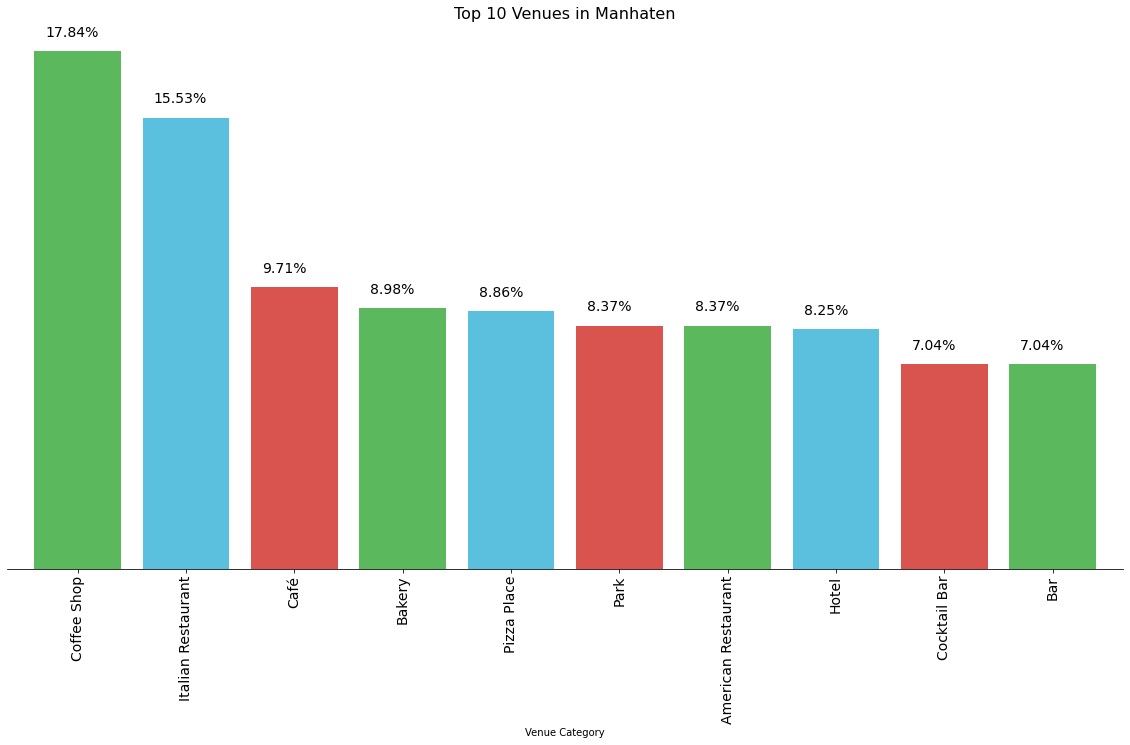 Top 10 Venues in Manhaten
17.84%
15.53%
9.71%
8.98%
8.86%
8.37%
8.37%
8.25%
7.04%
7.04%
Coffee Shop
Italian Restaurant
Café
Bakery
Pizza Place
Park
American Restaurant
Hotel
Cocktail Bar
Bar
Venue Category